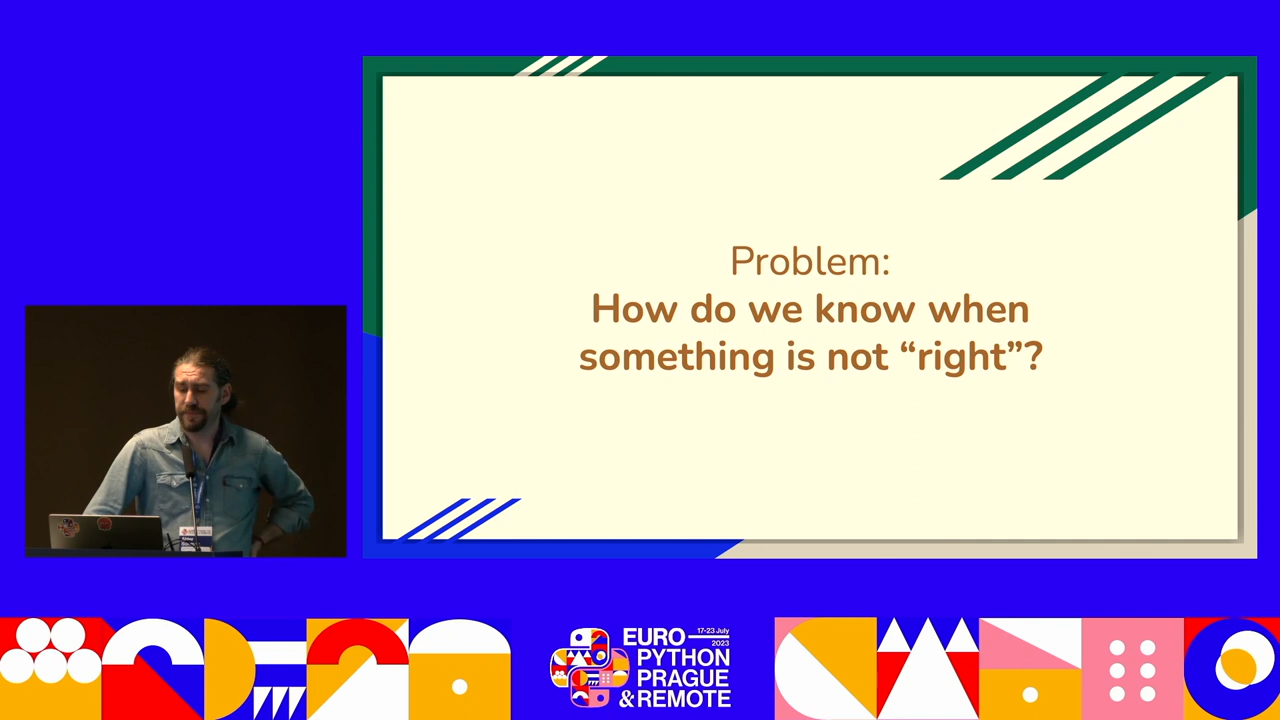 Problem:
How do we know when
something is not “right”?
EURO
17-23 July
2023
PYTHON
PRAGUE
& REMOTE